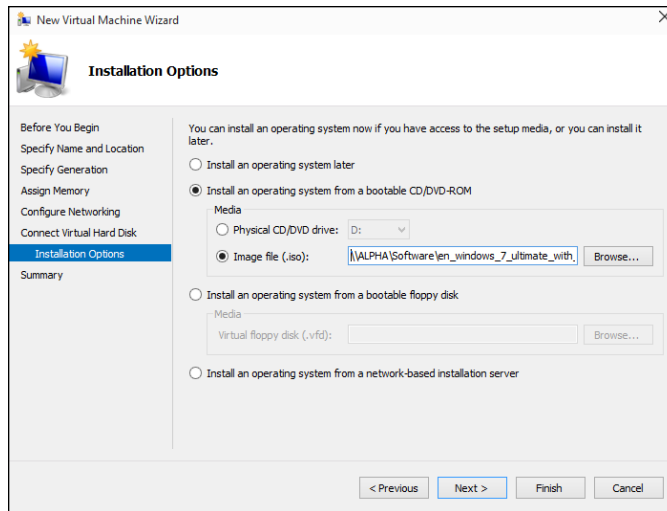 New Virtual Machine Wizard
Installation Options
Before You Begin
Specify Name and Location
Specify Generation
Assign Memory
Configure Networking
Connect Virtual Hard Disk
Installation Options
Summary
You can install an operating system now if you have access to the setup media, or you can install it
later.
Install an operating system later
Install an operating system from a bootable CD/DVD-ROM
Media
Physical CD/DVD drive: D:
Image file (.iso): \\ALPHA\Software\en_windows_7_ultimate_with_ Browse...
Install an operating system from a bootable floppy disk
Media
Virtual floppy disk (.vfd): Browse...
Install an operating system from a network-based installation server
< Previous Next > Finish Cancel